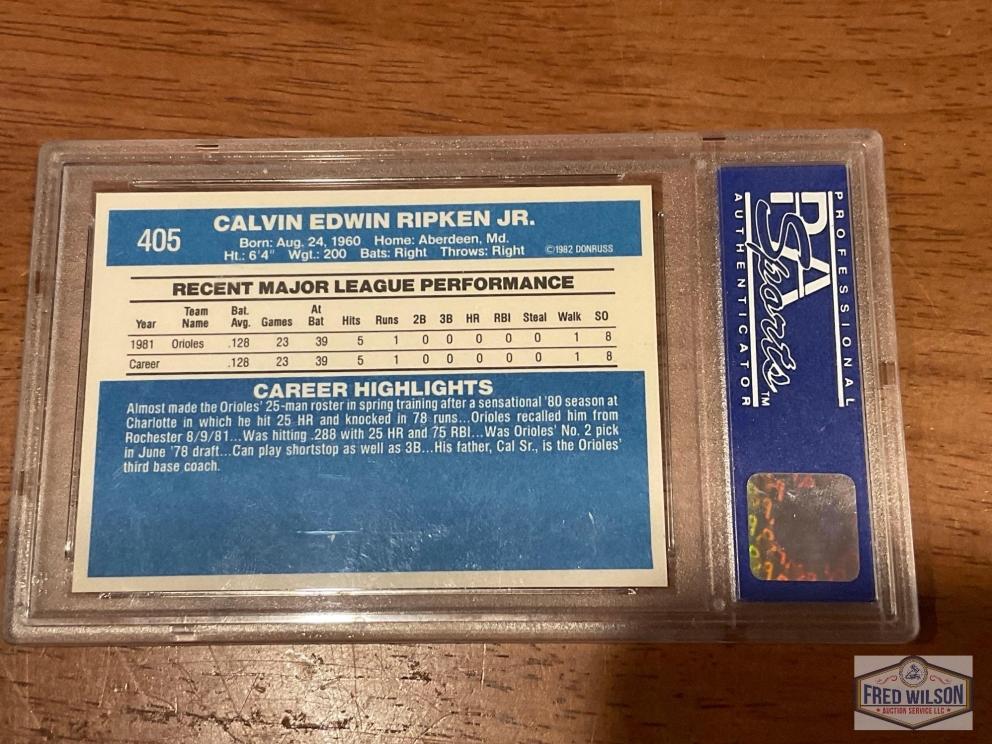 405
CALVIN EDWIN RIPKEN JR.
Born: Aug. 24, 1960 Home: Aberdeen, Md.
Ht.: 6'4" Wgt.: 200 Bats: Right Throws: Right
©1982 DONRUSS
RECENT MAJOR LEAGUE PERFORMANCE
Year Team Name Bat. Avg. Games At Bat Hits Runs 2B 3B HR RBI Steal Walk SO
1981 Orioles .128 23 39 5 1 0 0 0 0 0 1 8
Career .128 23 39 5 1 0 0 0 0 0 1 8
CAREER HIGHLIGHTS
Almost made the Orioles' 25-man roster in spring training after a sensational '80 season at
Charlotte in which he hit 25 HR and knocked in 78 runs...Orioles recalled him from
Rochester 8/9/81...Was hitting .288 with 25 HR and 75 RBI...Was Orioles' No. 2 pick
in June '78 draft...Can play shortstop as well as 3B...His father, Cal Sr., is the Orioles'
third base coach.
PROFESSIONAL
PSA
Sports™
AUTHENTICATOR
FRED WILSON
AUCTION SERVICE LLC